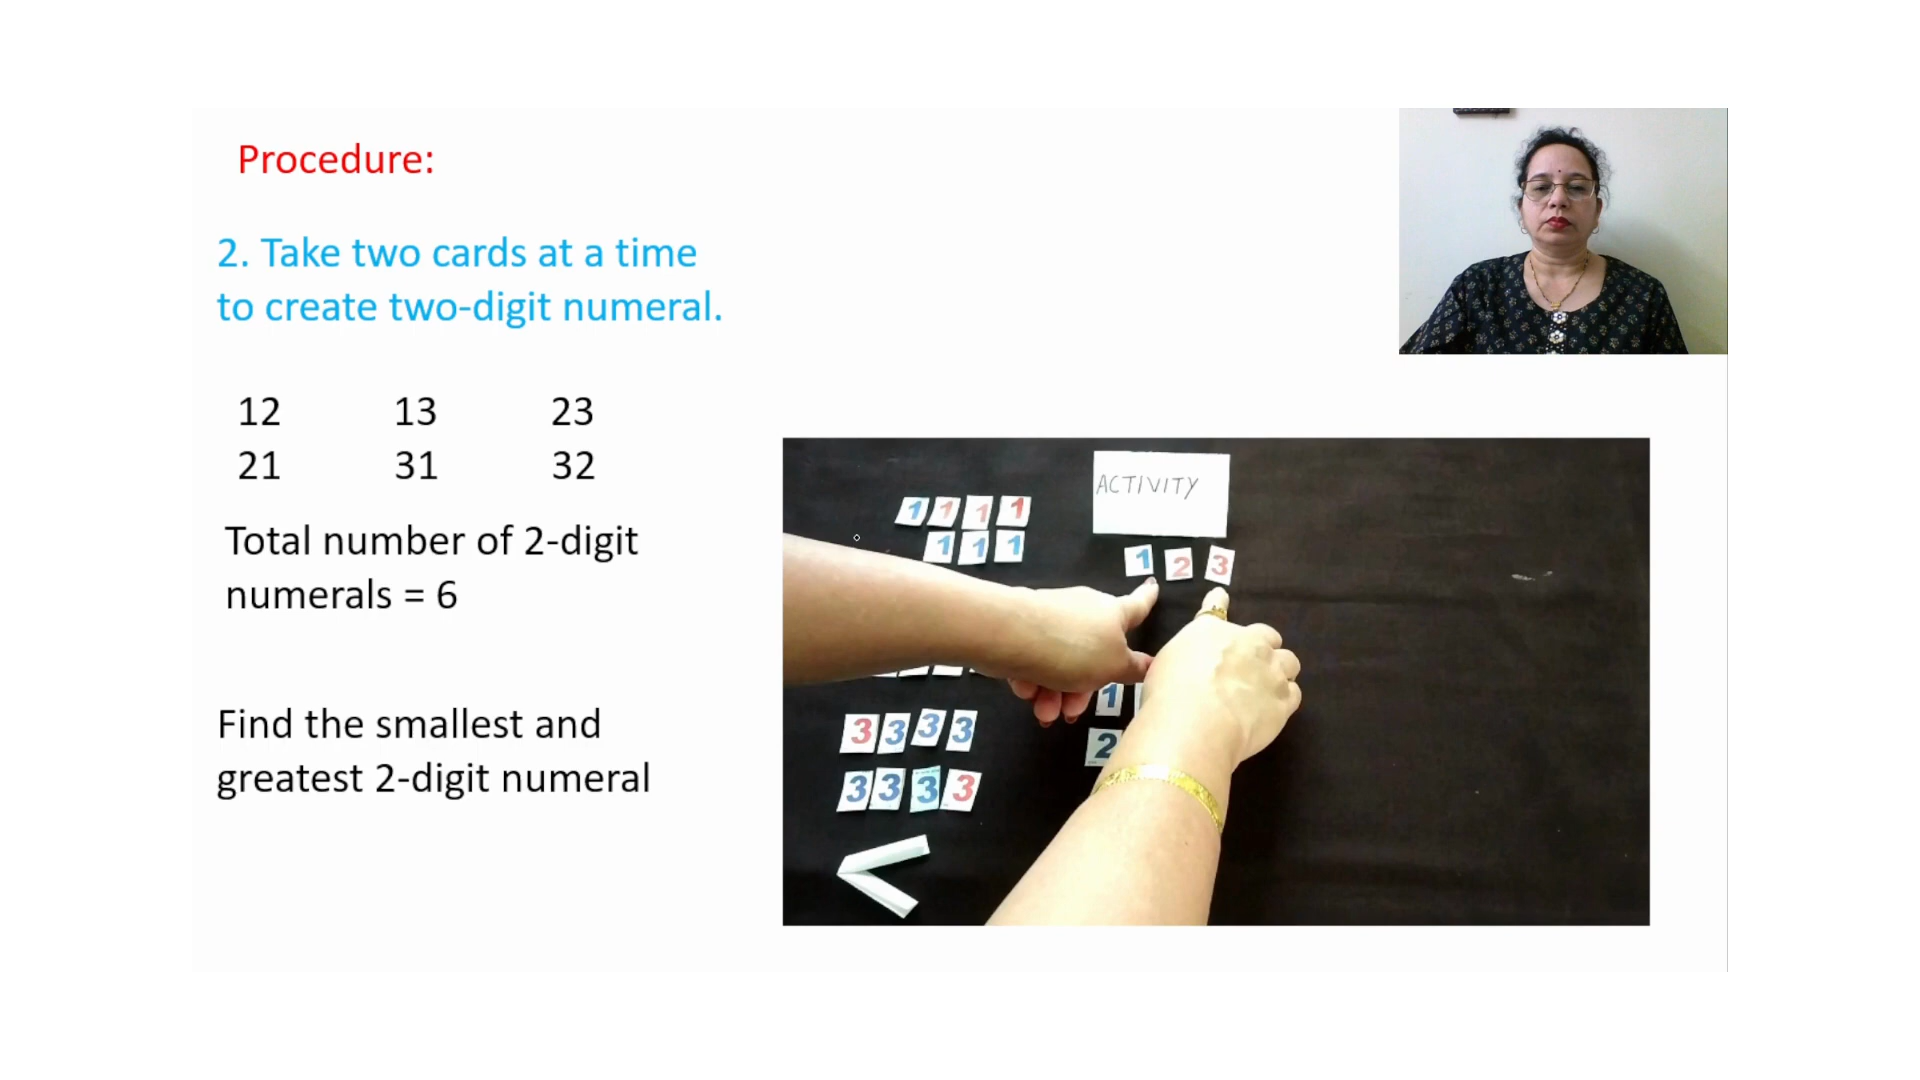 Procedure:
2. Take two cards at a time
to create two-digit numeral.
12 13 23
21 31 32
Total number of 2-digit
numerals = 6
Find the smallest and
greatest 2-digit numeral
ACTIVITY
1 1 1 1
1 1 1
1 2 3
1
2
3 3 3 3
3 3 3 3
<